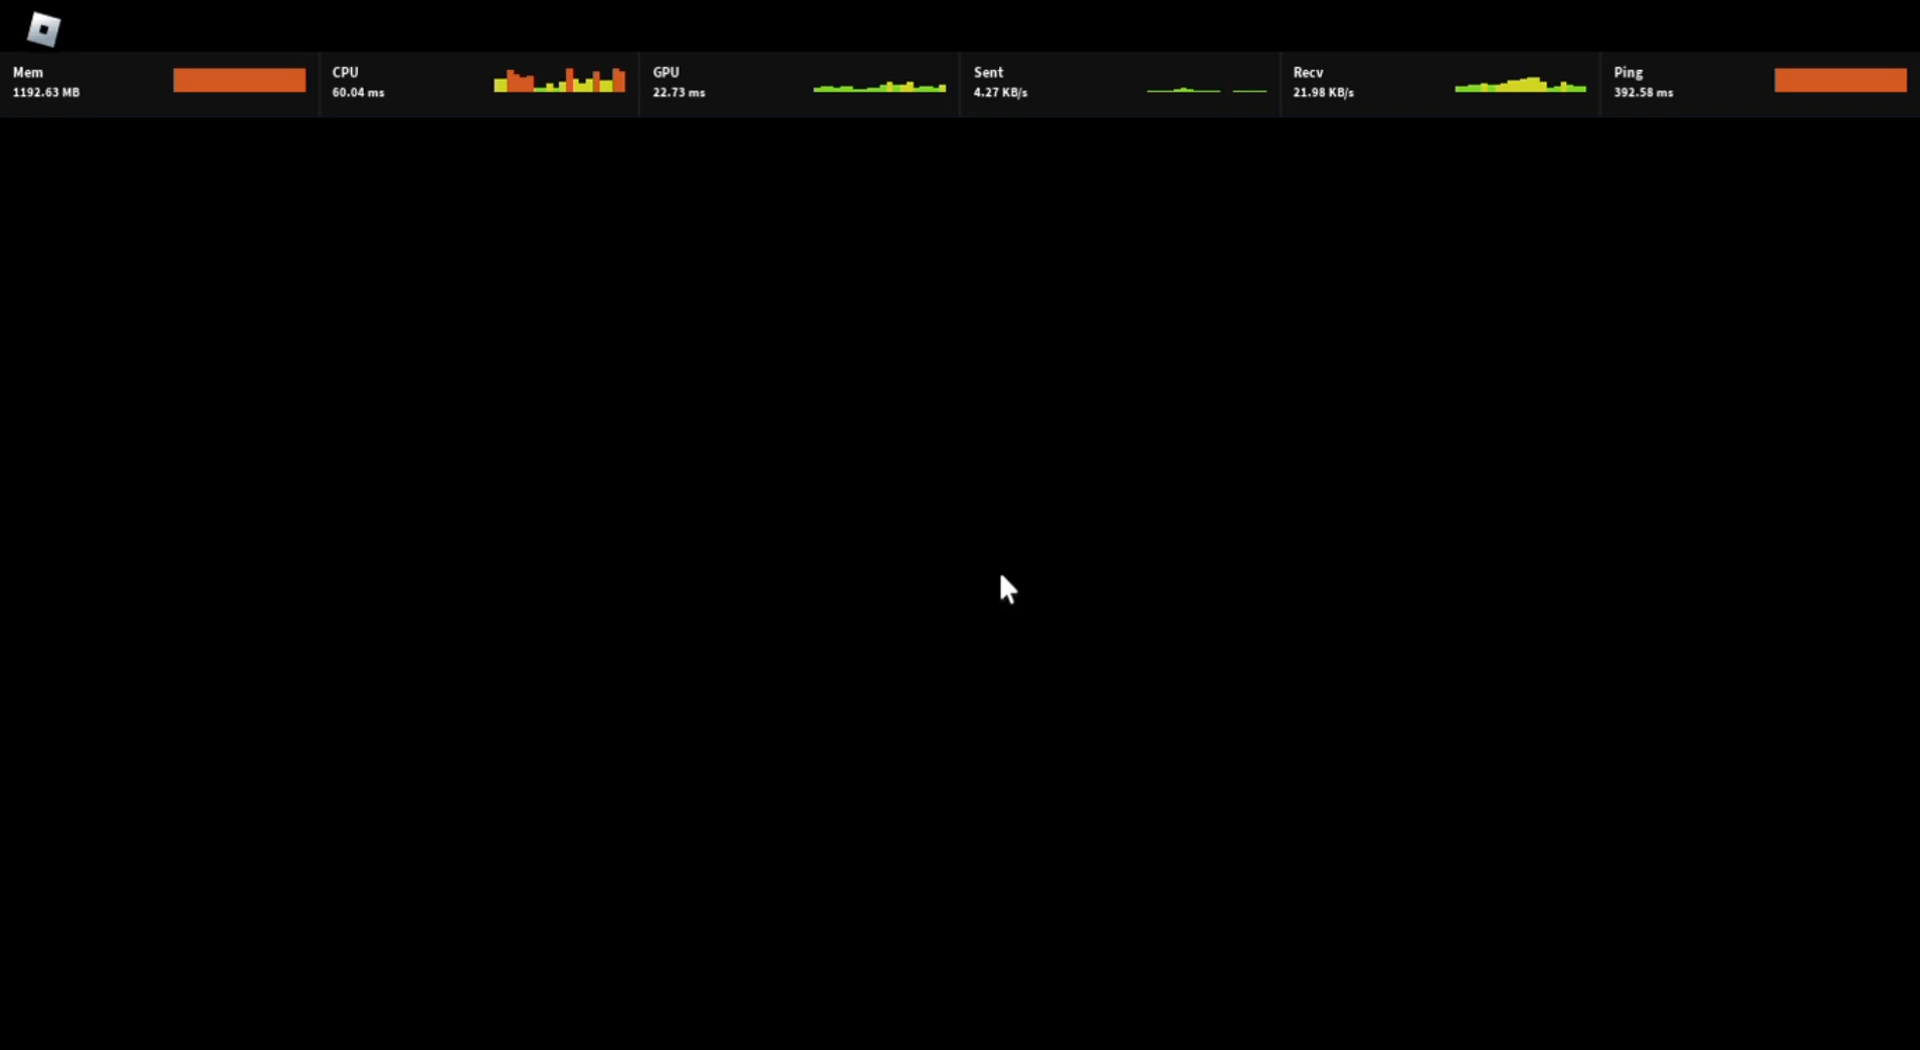 Mem
1192.63 MB
CPU
60.04 ms
GPU
22.73 ms
Sent
4.27 KB/s
Recv
21.98 KB/s
Ping
392.58 ms